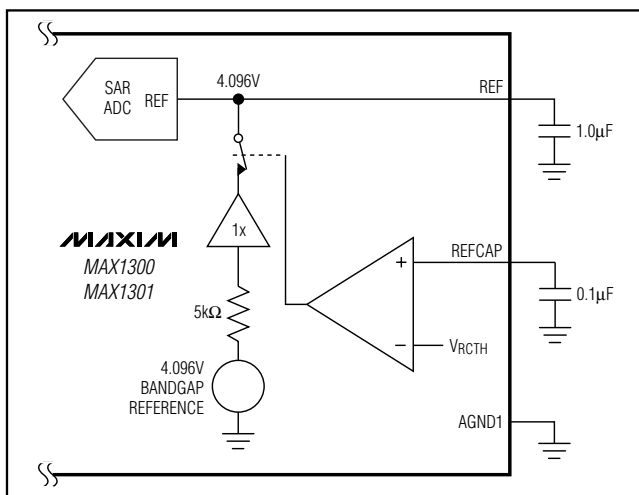 4.096V
SAR
ADC
REF
REF
1.0µF
MAXIM
MAX1300
MAX1301
1x
REFCAP
+
0.1µF
5kΩ
−
VRCTH
4.096V
BANDGAP
REFERENCE
AGND1